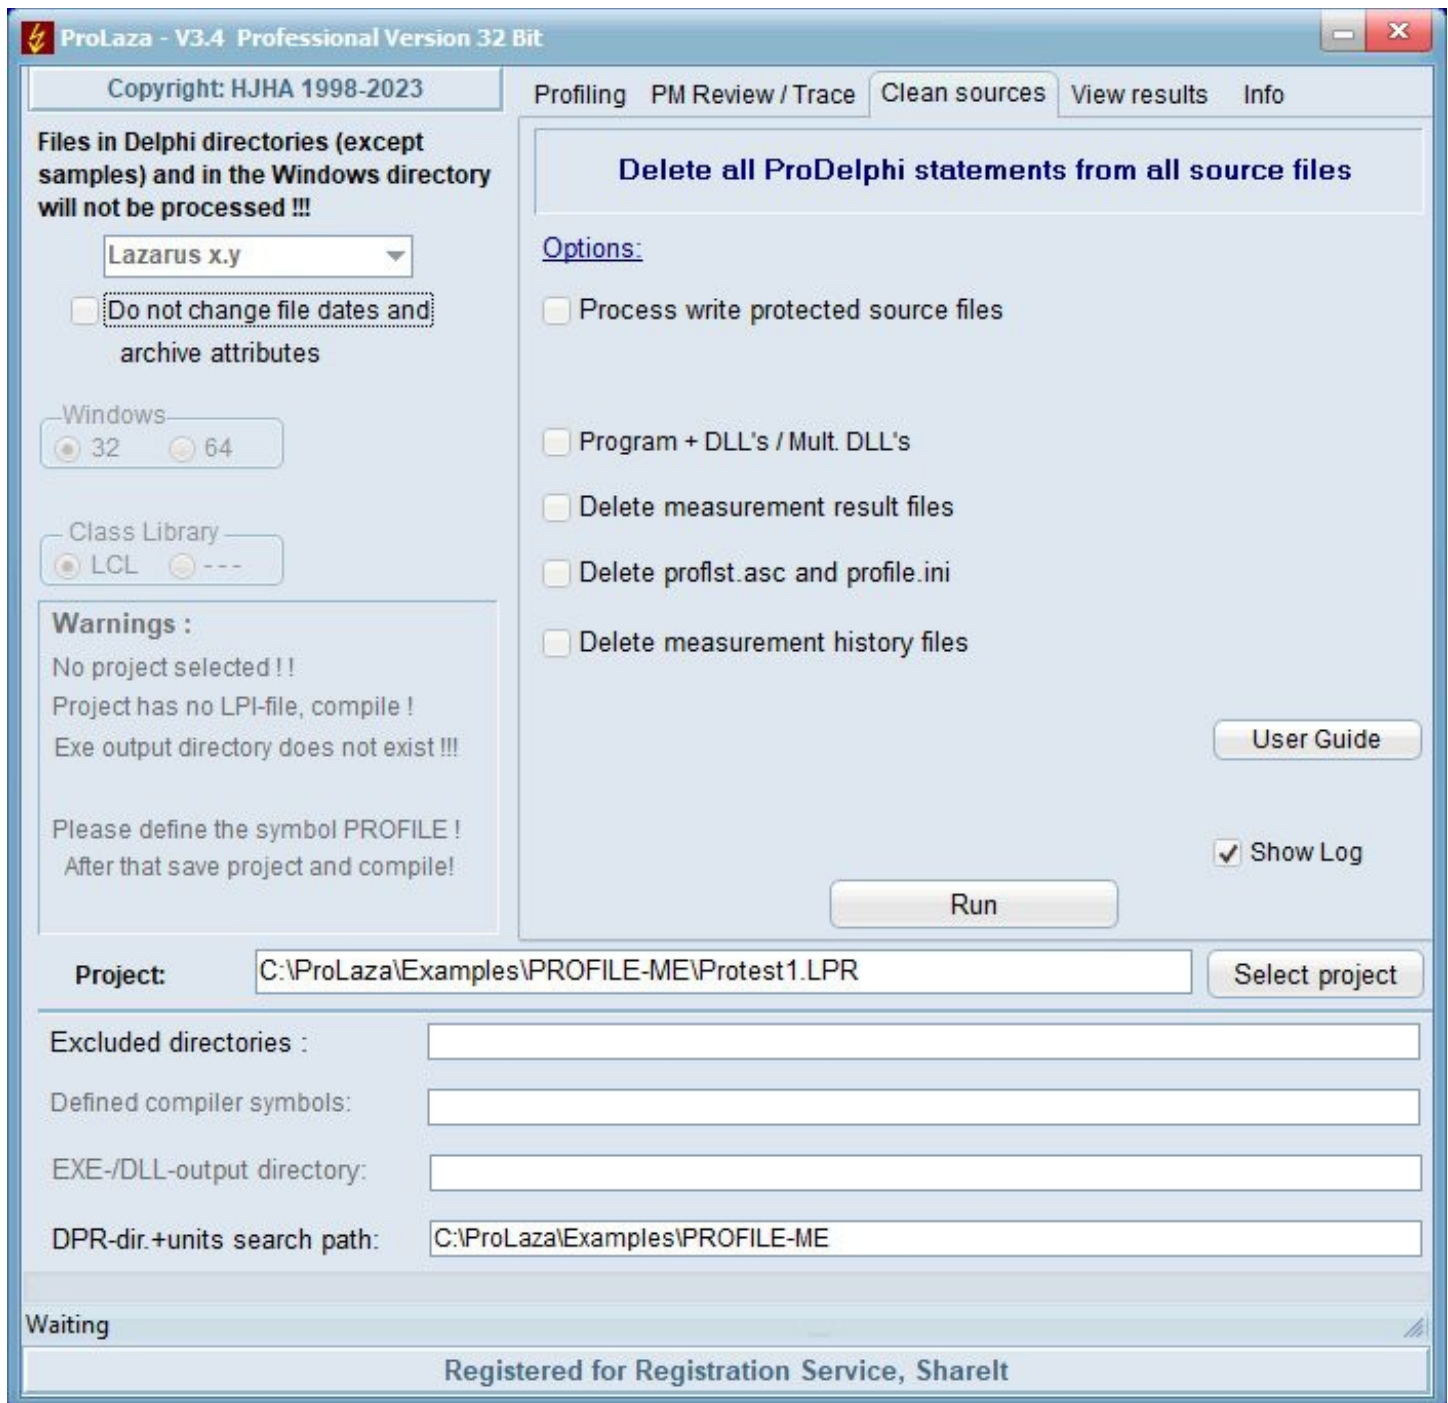 ProLaza - V3.4 Professional Version 32 Bit
Copyright: HJHA 1998-2023
Files in Delphi directories (except
samples) and in the Windows directory
will not be processed !!!
Lazarus x.y
Do not change file dates and
archive attributes
Windows
32 64
Class Library
LCL ---
Warnings :
No project selected ! !
Project has no LPI-file, compile !
Exe output directory does not exist !!!
Please define the symbol PROFILE !
After that save project and compile!
Profiling PM Review / Trace Clean sources View results Info
Delete all ProDelphi statements from all source files
Options:
Process write protected source files
Program + DLL's / Mult. DLL's
Delete measurement result files
Delete proflst.asc and profile.ini
Delete measurement history files
User Guide
Show Log
Run
Project: C:\ProLaza\Examples\PROFILE-ME\Protest1.LPR Select project
Excluded directories :
Defined compiler symbols:
EXE-/DLL-output directory:
DPR-dir.+units search path: C:\ProLaza\Examples\PROFILE-ME
Waiting
Registered for Registration Service, ShareIt